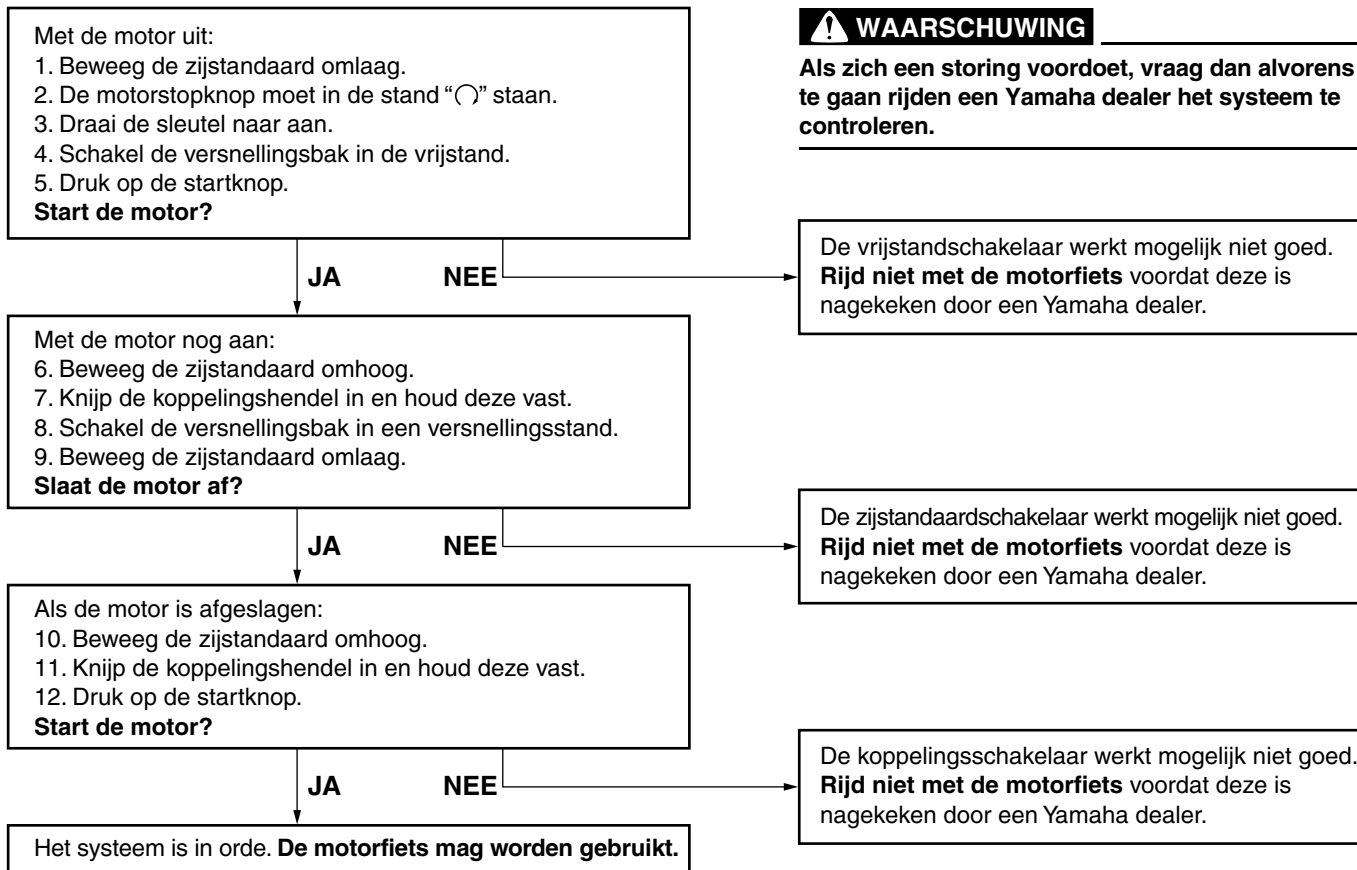 Met de motor uit:
1. Beweeg de zijstandaard omlaag.
2. De motorstopknop moet in de stand “” staan.
3. Draai de sleutel naar aan.
4. Schakel de versnellingsbak in de vrijstand.
5. Druk op de startknop.
Start de motor?
WAARSCHUWING
Als zich een storing voordoet, vraag dan alvorens
te gaan rijden een Yamaha dealer het systeem te
controleren.
JA NEE
De vrijstandschakelaar werkt mogelijk niet goed.
Rijd niet met de motorfiets voordat deze is
nagekeken door een Yamaha dealer.
Met de motor nog aan:
6. Beweeg de zijstandaard omhoog.
7. Knijp de koppelingshendel in en houd deze vast.
8. Schakel de versnellingsbak in een versnellingsstand.
9. Beweeg de zijstandaard omlaag.
Slaat de motor af?
JA NEE
De zijstandaardschakelaar werkt mogelijk niet goed.
Rijd niet met de motorfiets voordat deze is
nagekeken door een Yamaha dealer.
Als de motor is afgeslagen:
10. Beweeg de zijstandaard omhoog.
11. Knijp de koppelingshendel in en houd deze vast.
12. Druk op de startknop.
Start de motor?
JA NEE
De koppelingsschakelaar werkt mogelijk niet goed.
Rijd niet met de motorfiets voordat deze is
nagekeken door een Yamaha dealer.
Het systeem is in orde. De motorfiets mag worden gebruikt.